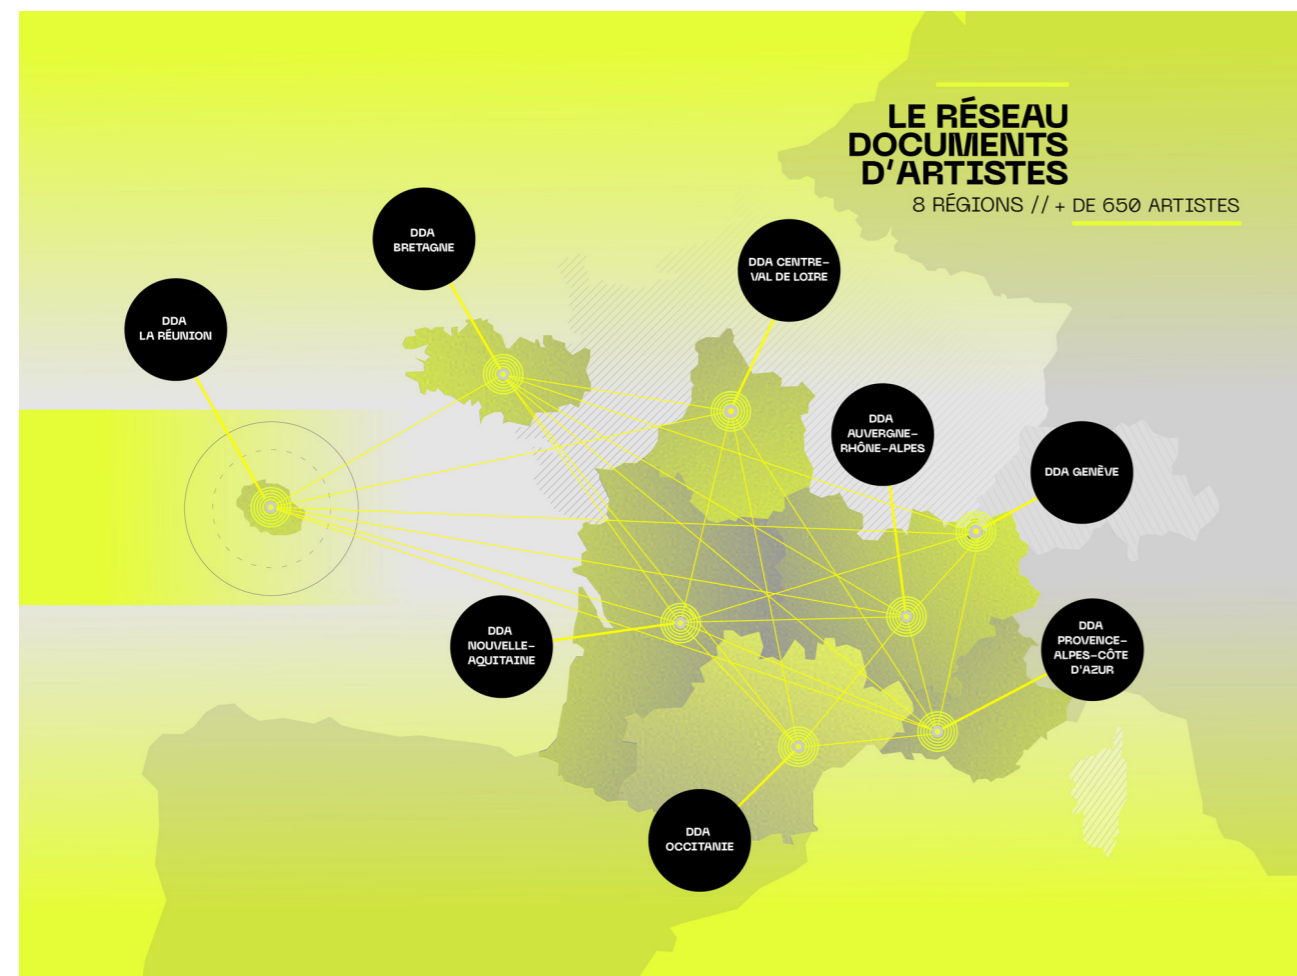 LE RÉSEAU
DOCUMENTS
D'ARTISTES
8 RÉGIONS // + DE 650 ARTISTES
DDA
BRETAGNE
DDA CENTRE-
VAL DE LOIRE
DDA
LA RÉUNION
DDA
AUVERGNE-
RHÔNE-ALPES
DDA GENÈVE
DDA
NOUVELLE-
AQUITAINE
DDA
PROVENCE-
ALPES-CÔTE
D'AZUR
DDA
OCCITANIE